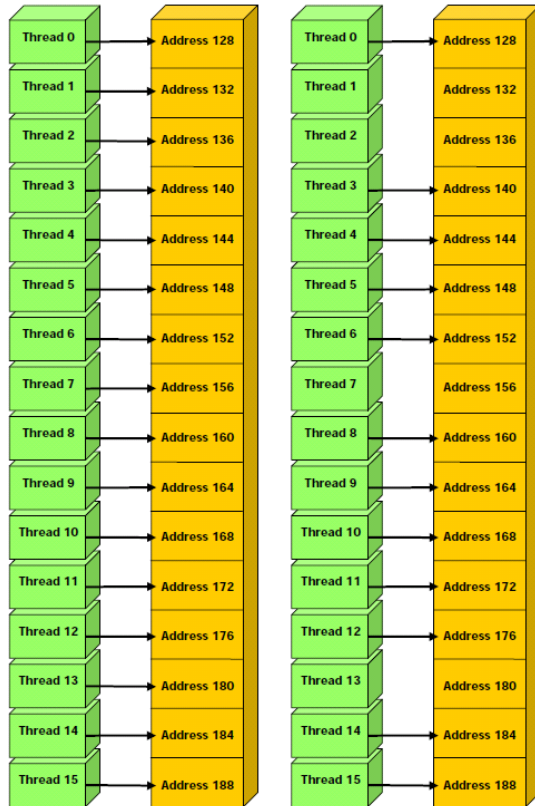 Thread 0 Address 128 Thread 0 Address 128
Thread 1 Address 132 Thread 1 Address 132
Thread 2 Address 136 Thread 2 Address 136
Thread 3 Address 140 Thread 3 Address 140
Thread 4 Address 144 Thread 4 Address 144
Thread 5 Address 148 Thread 5 Address 148
Thread 6 Address 152 Thread 6 Address 152
Thread 7 Address 156 Thread 7 Address 156
Thread 8 Address 160 Thread 8 Address 160
Thread 9 Address 164 Thread 9 Address 164
Thread 10 Address 168 Thread 10 Address 168
Thread 11 Address 172 Thread 11 Address 172
Thread 12 Address 176 Thread 12 Address 176
Thread 13 Address 180 Thread 13 Address 180
Thread 14 Address 184 Thread 14 Address 184
Thread 15 Address 188 Thread 15 Address 188